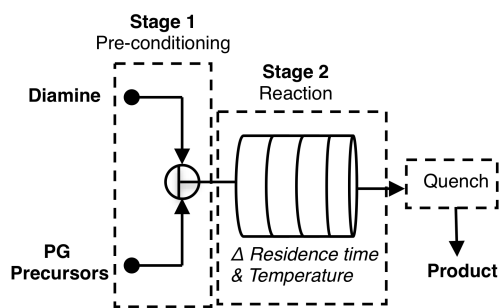 Stage 1
Pre-conditioning
Stage 2
Reaction
Diamine
PG
Precursors
Δ Residence time
& Temperature
Quench
Product